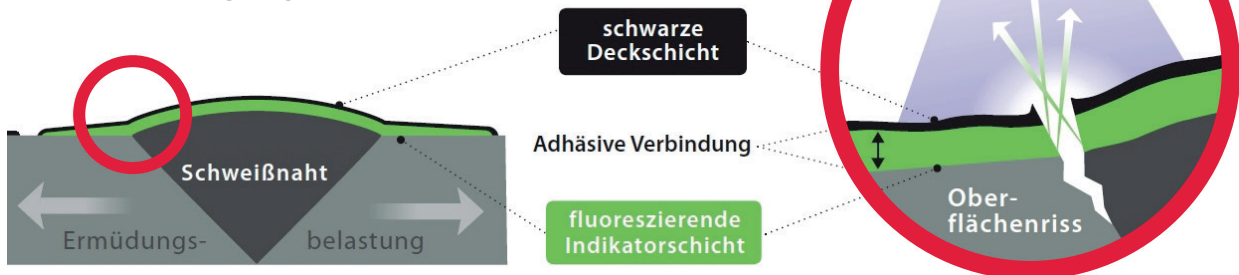 schwarze
Deckschicht
Adhäsive Verbindung
Schweißnaht
Ermüdungs- belastung
fluoreszierende
Indikatorschicht
Ober-
flächenriss